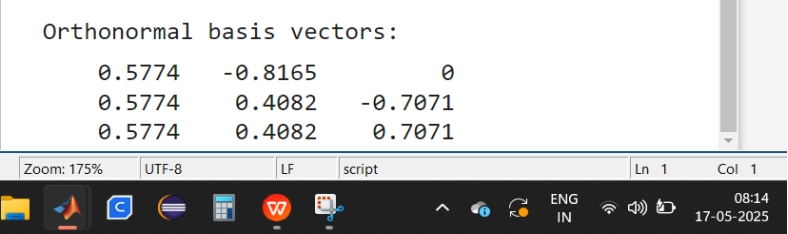 Orthonormal basis vectors:
0.5774 -0.8165 0
0.5774 0.4082 -0.7071
0.5774 0.4082 0.7071
Zoom: 175% UTF-8 LF script Ln 1 Col 1
ENG 08:14
IN 17-05-2025